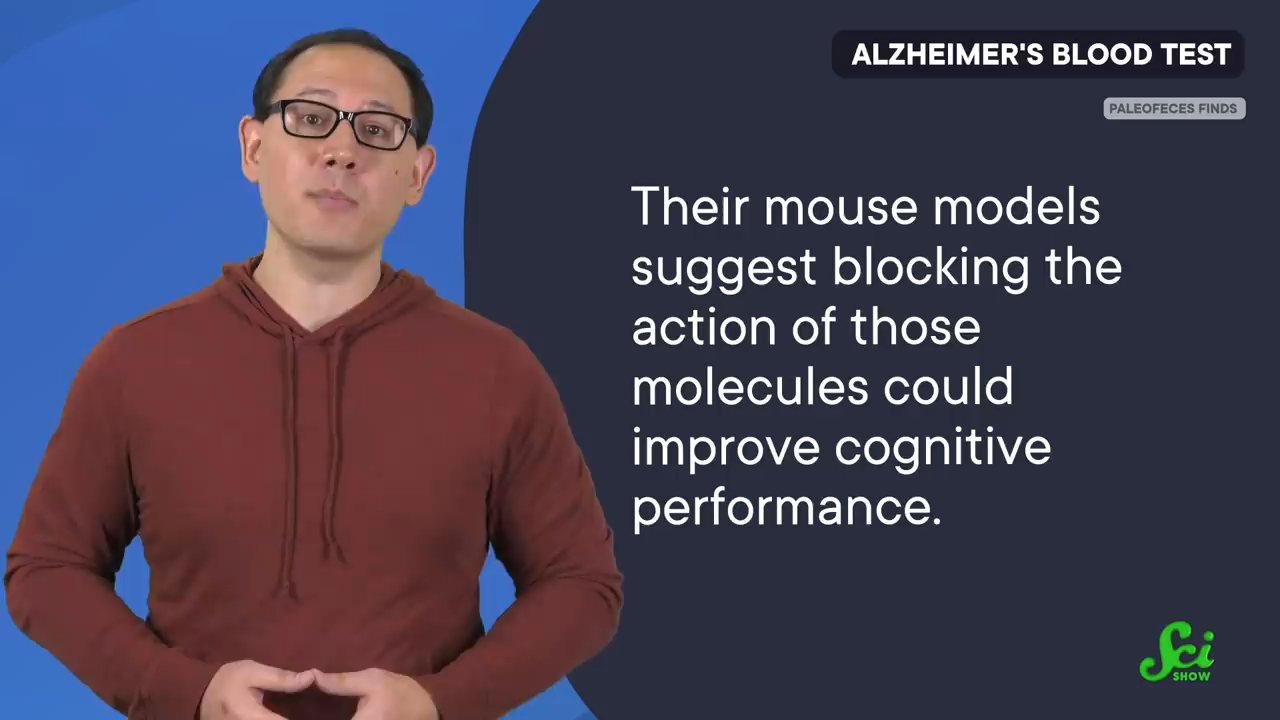 ALZHEIMER'S BLOOD TEST
PALEOFECES FINDS
Their mouse models
suggest blocking the
action of those
molecules could
improve cognitive
performance.
Sci
SHOW